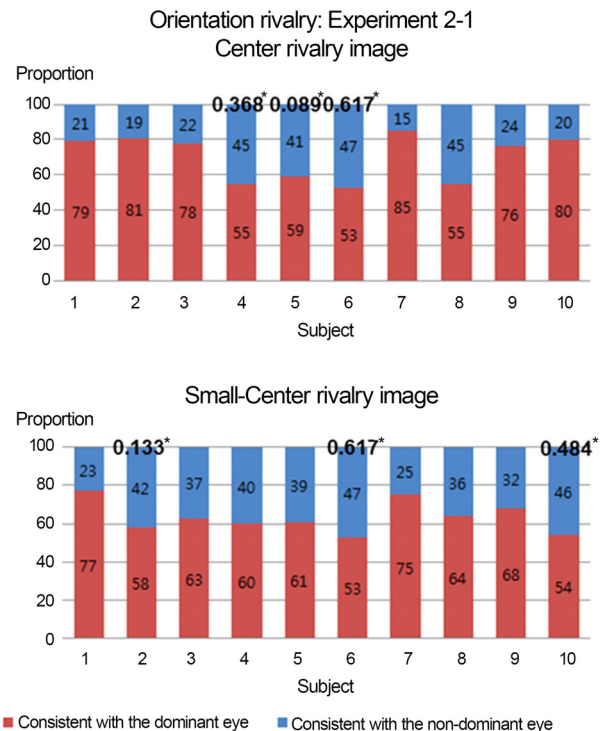 Orientation rivalry: Experiment 2-1
Center rivalry image
Proportion
100
80
60
40
20
0
0.368* 0.089* 0.617*
21 19 22 45 41 47 15 45 24 20
79 81 78 55 59 53 85 55 76 80
1 2 3 4 5 6 7 8 9 10
Subject
Small-Center rivalry image
Proportion
100
80
60
40
20
0
0.133* 0.617* 0.484*
23 42 37 40 39 47 25 36 32 46
77 58 63 60 61 53 75 64 68 54
1 2 3 4 5 6 7 8 9 10
Subject
Consistent with the dominant eye Consistent with the non-dominant eye